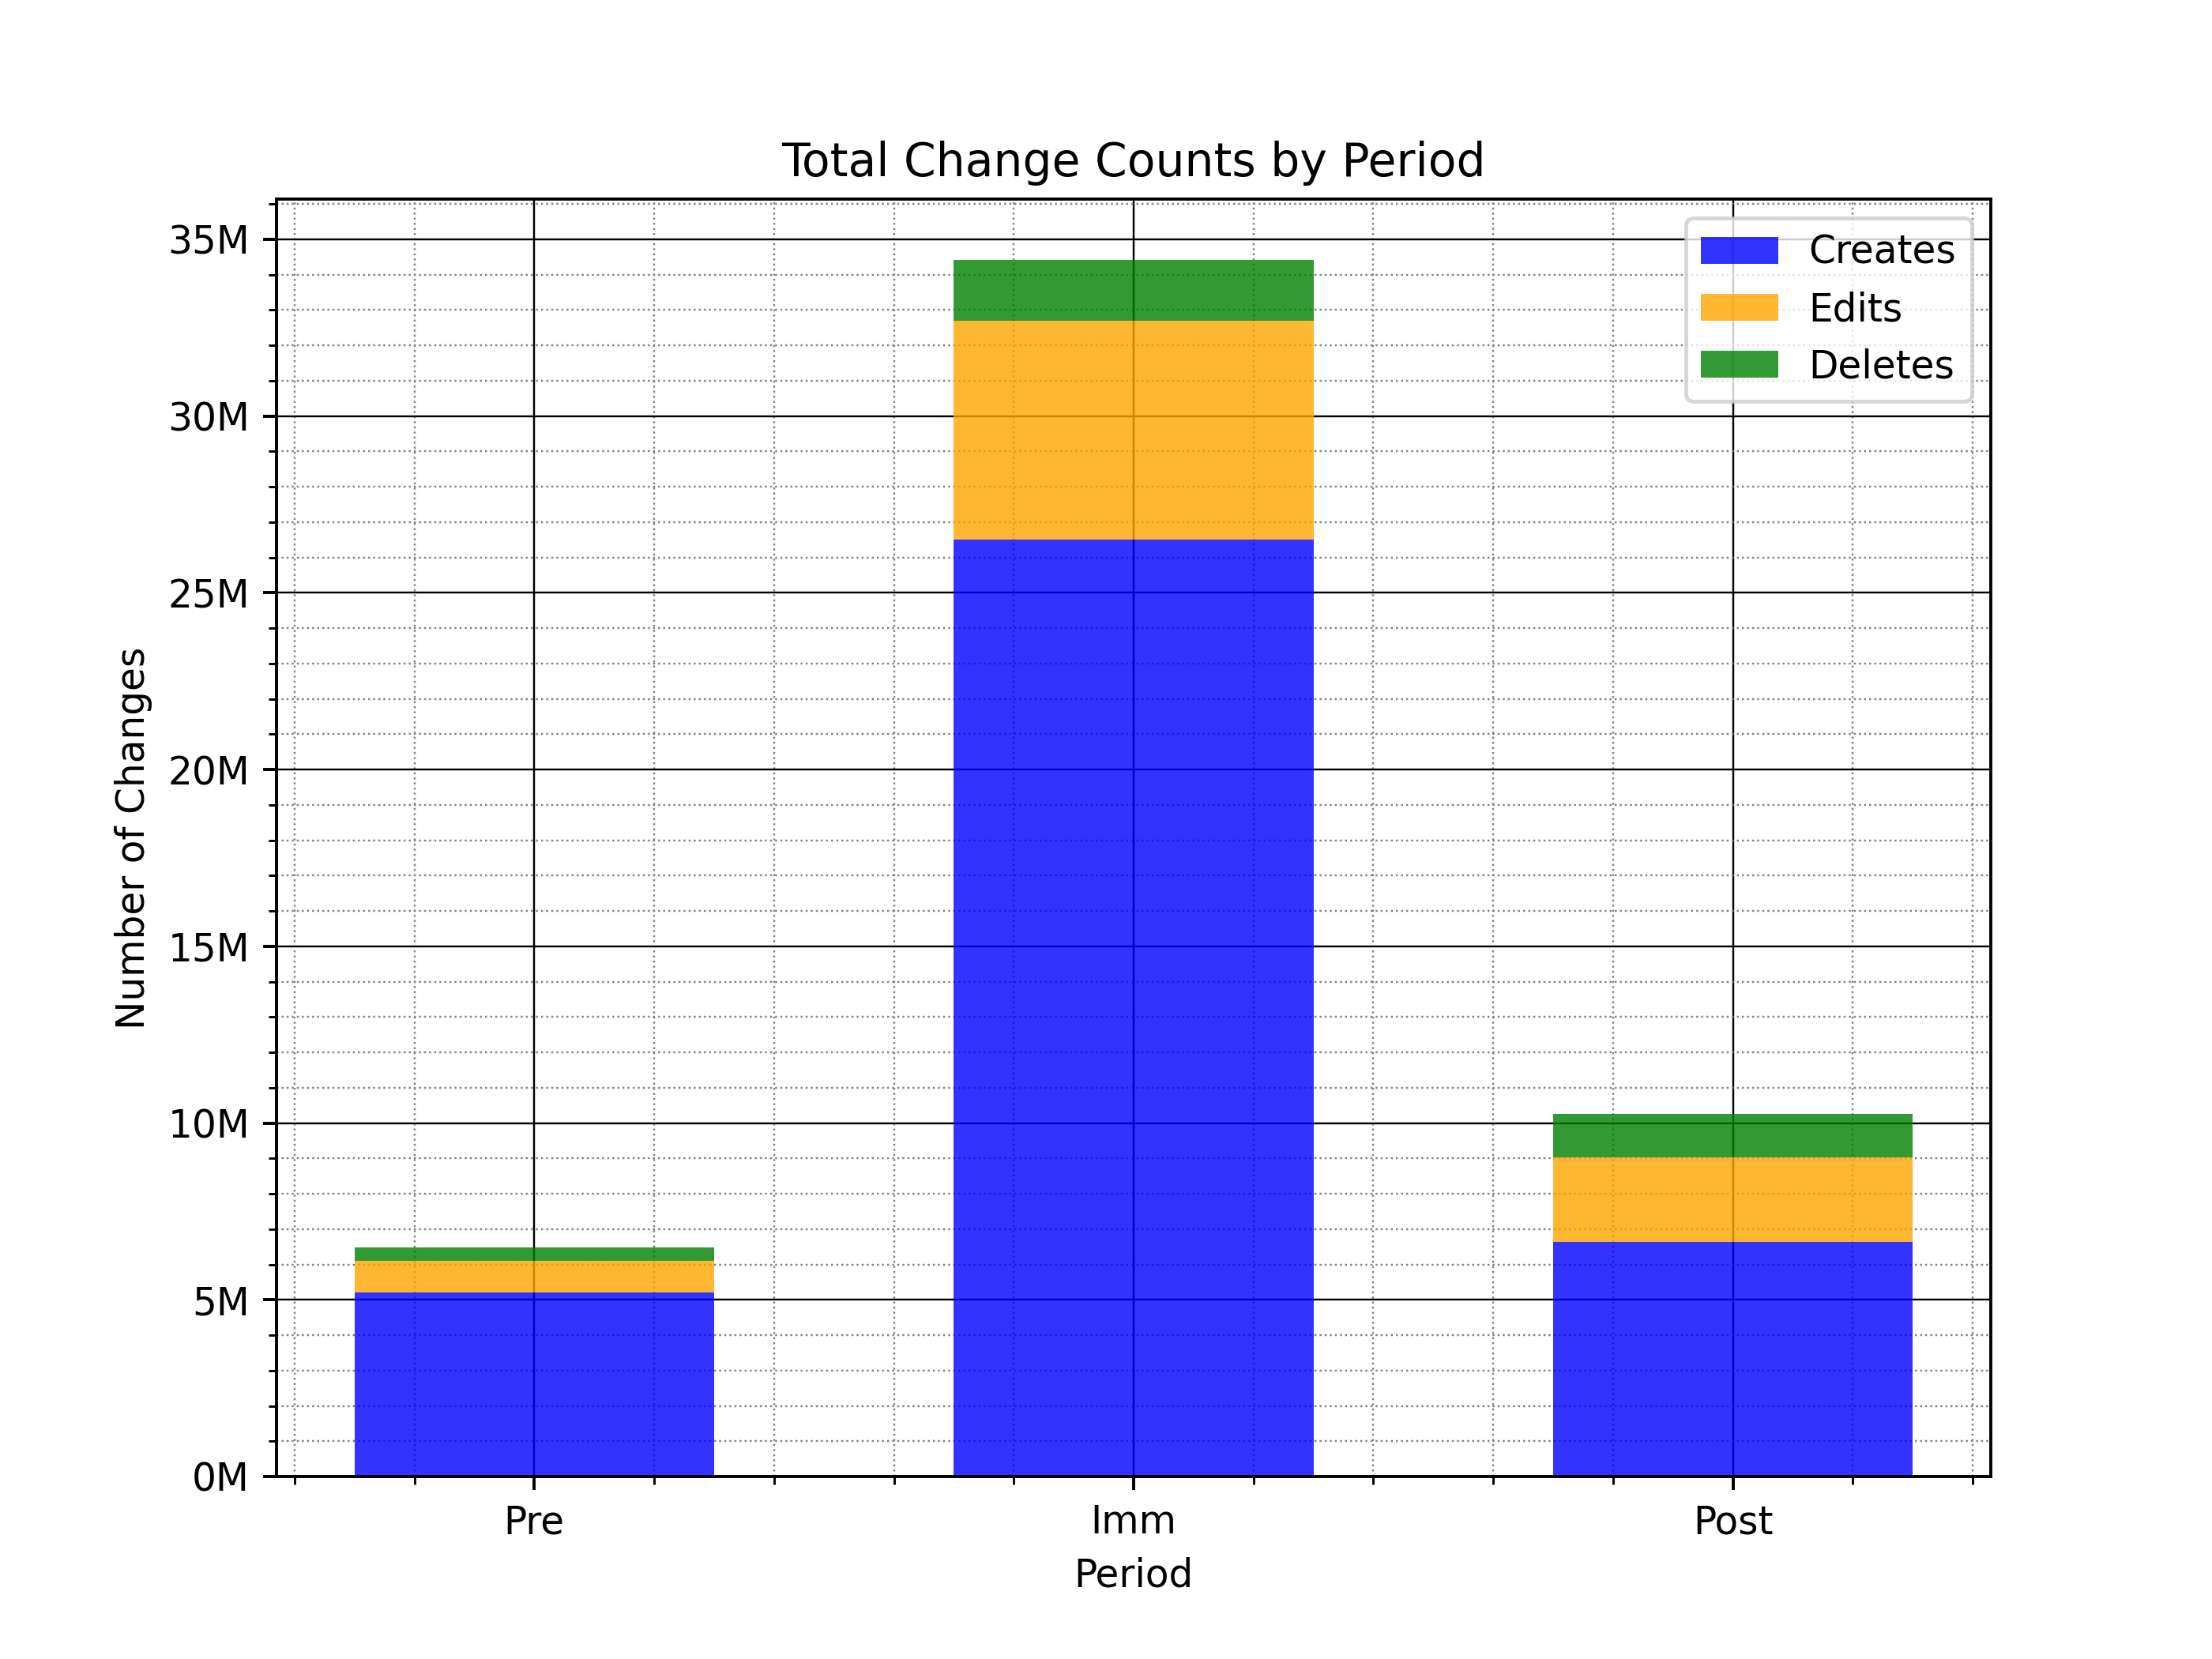 Total Change Counts by Period
Number of Changes
35M
30M
25M
20M
15M
10M
5M
0M
Creates
Edits
Deletes
Pre
Imm
Post
Period